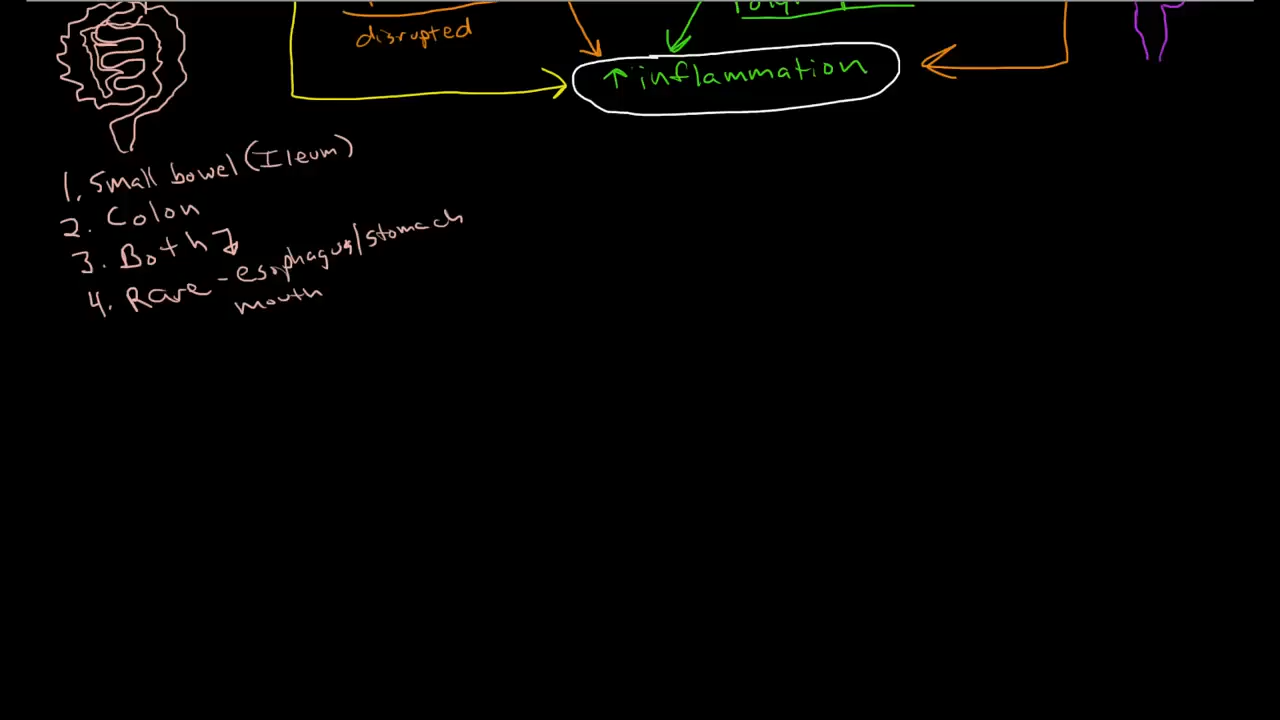 disrupted
↑ inflammation
1. Small bowel (Ileum)
2. Colon
3. Both
4. Rare - esophagus/stomach
mouth